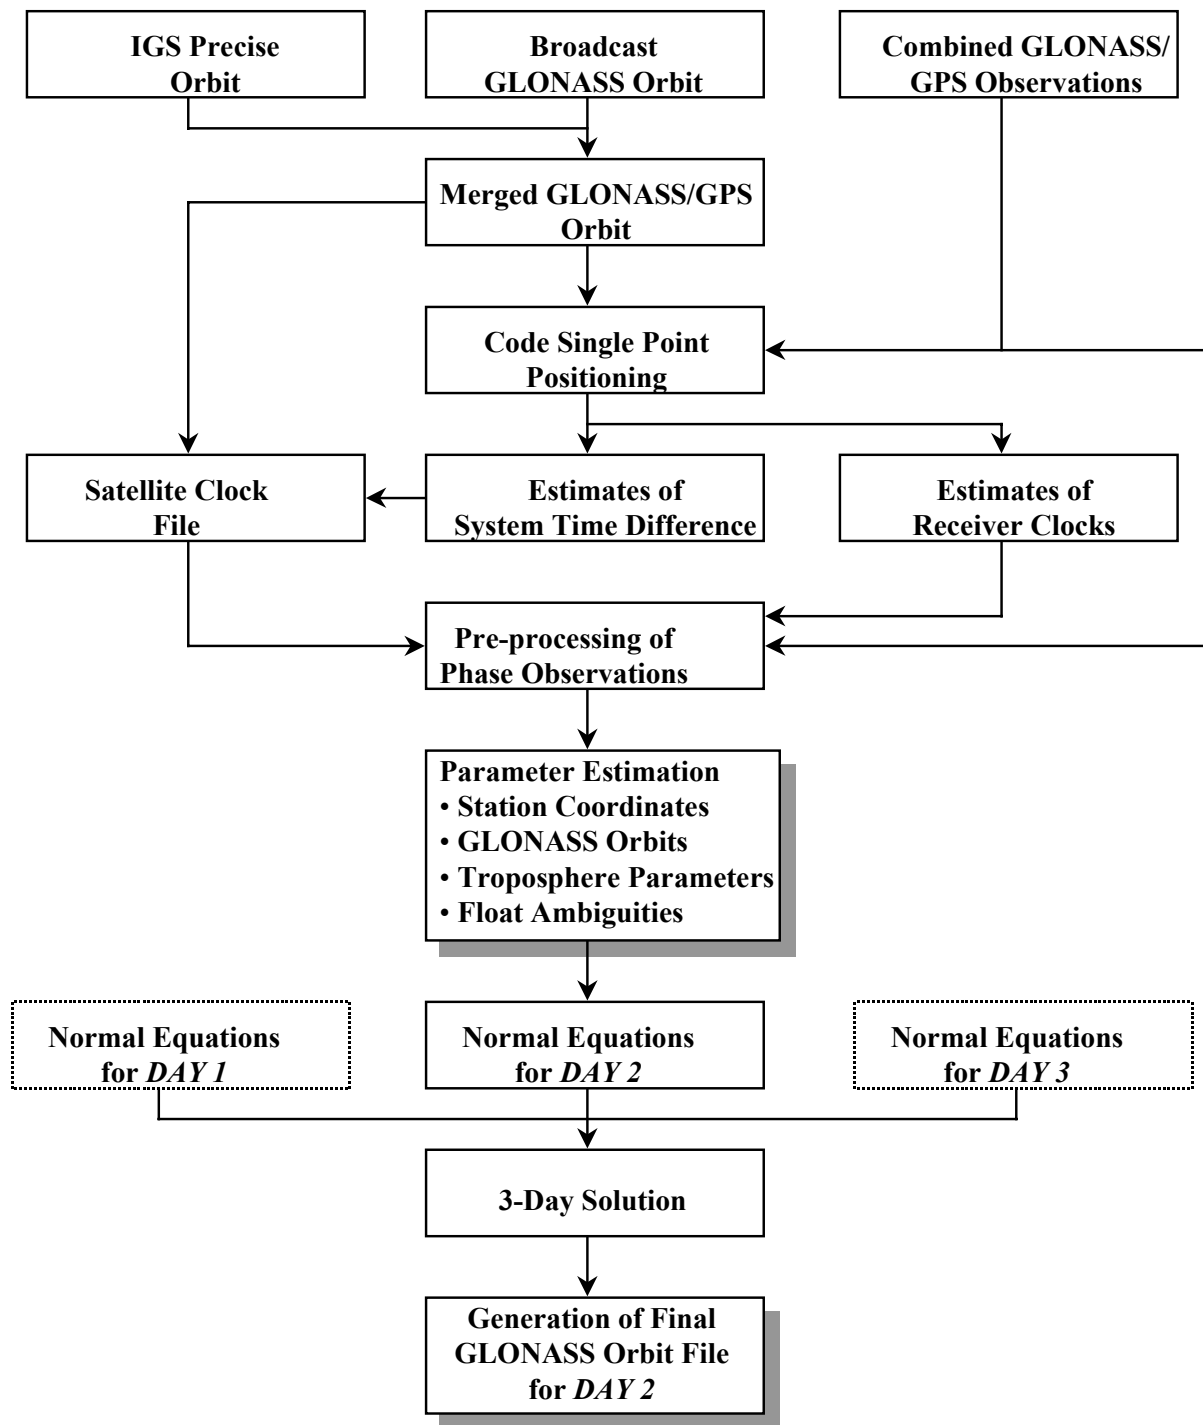 IGS Precise
Orbit
Broadcast
GLONASS Orbit
Combined GLONASS/
GPS Observations
Merged GLONASS/GPS
Orbit
Code Single Point
Positioning
Satellite Clock
File
Estimates of
System Time Difference
Estimates of
Receiver Clocks
Pre-processing of
Phase Observations
Parameter Estimation
• Station Coordinates
• GLONASS Orbits
• Troposphere Parameters
• Float Ambiguities
Normal Equations
for DAY 1
Normal Equations
for DAY 2
Normal Equations
for DAY 3
3-Day Solution
Generation of Final
GLONASS Orbit File
for DAY 2